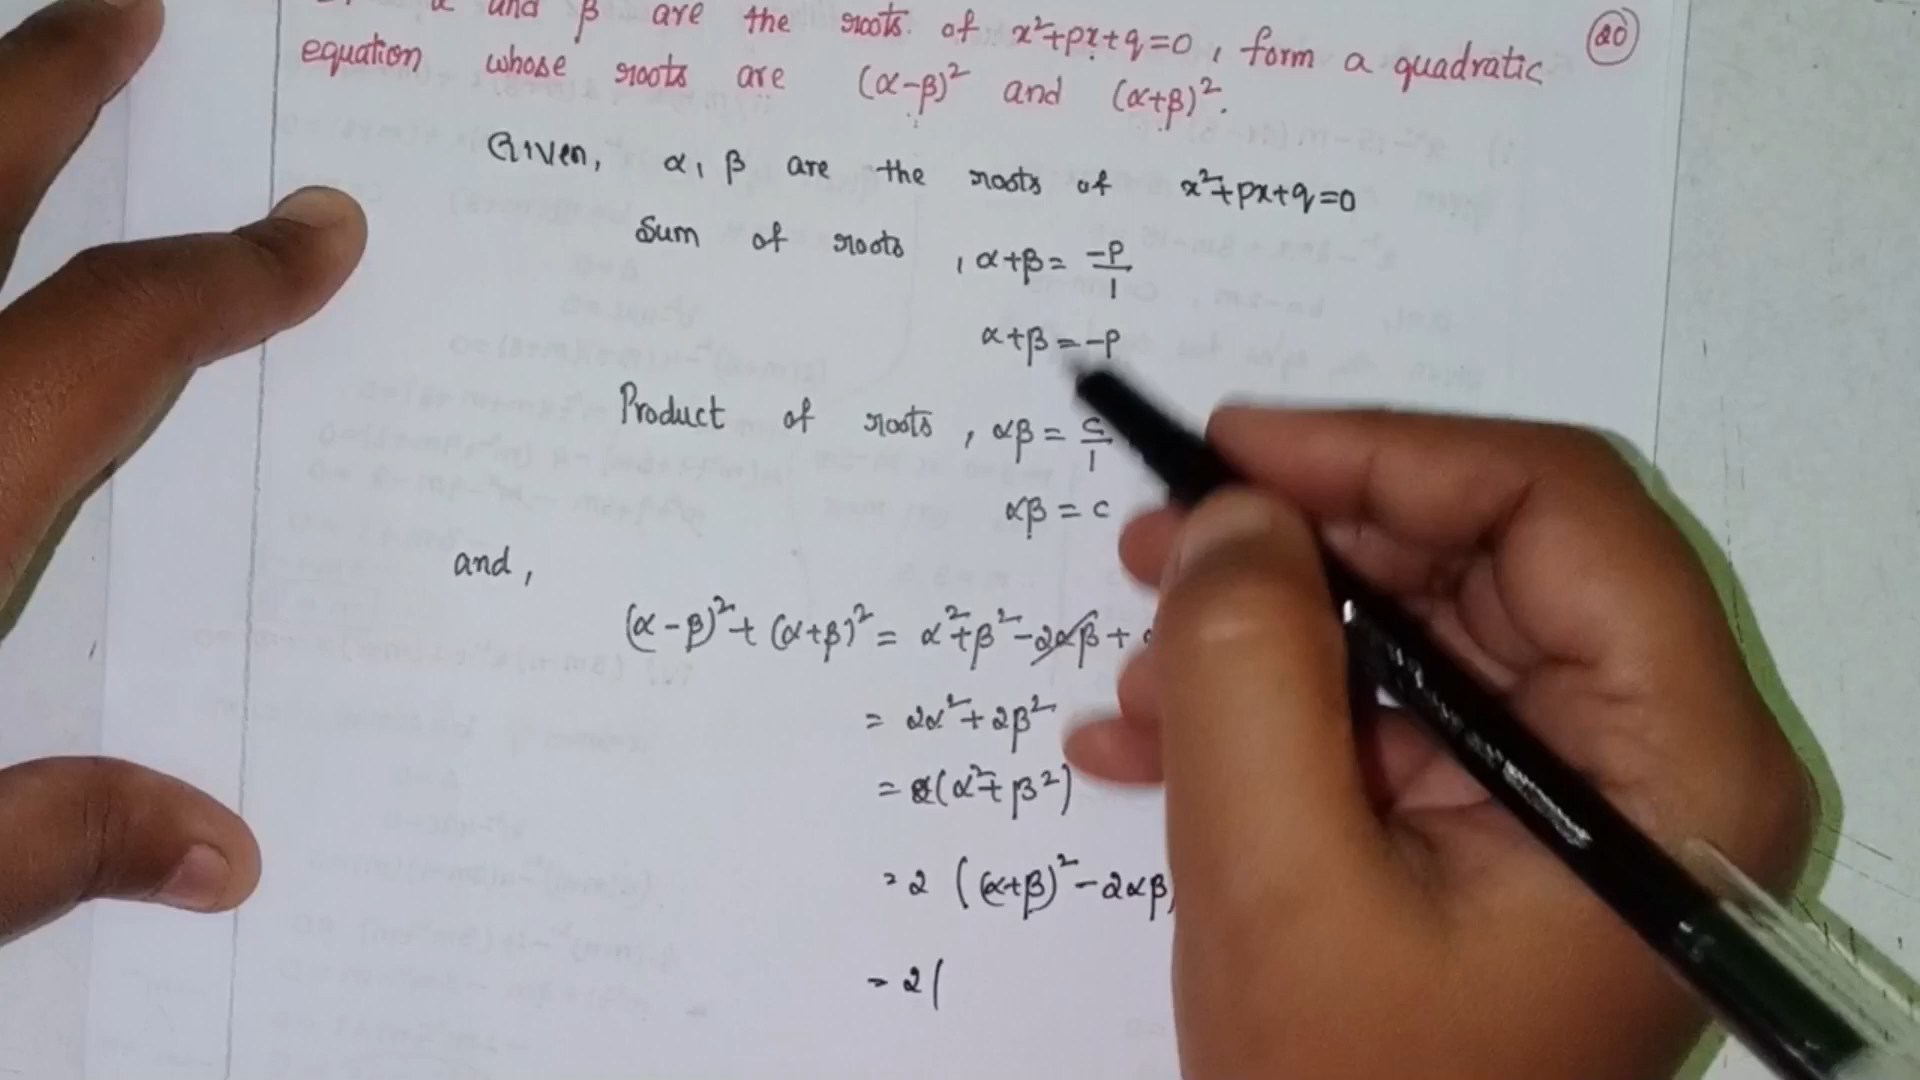 and β are the roots of x²+px+q=0, form a quadratic (20)
equation whose roots are (α-β)² and (α+β)².
Given, α, β are the roots of x²+px+q=0
Sum of roots, α+β = -p/1
α+β = -p
Product of roots, αβ = c/1
αβ = c
and,
(α-β)²+(α+β)² = α²+β²-2αβ+
= 2α²+2β²
= 2(α²+β²)
= 2 ((α+β)²-2αβ)
= 2(